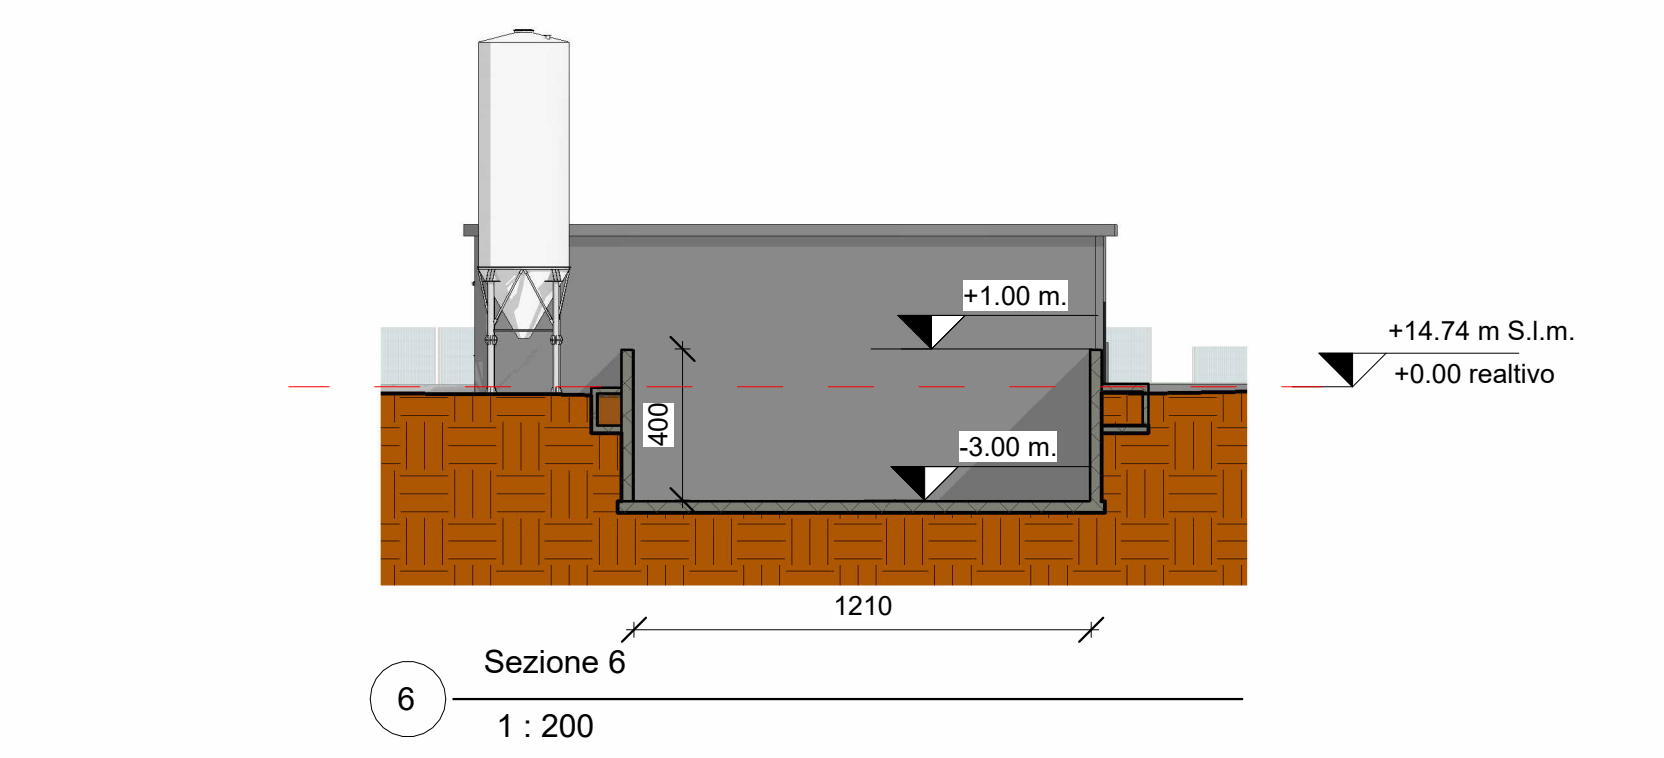 +1.00 m.
+14.74 m S.l.m.
+0.00 realtivo
400
-3.00 m.
1210
Sezione 6
6
1 : 200